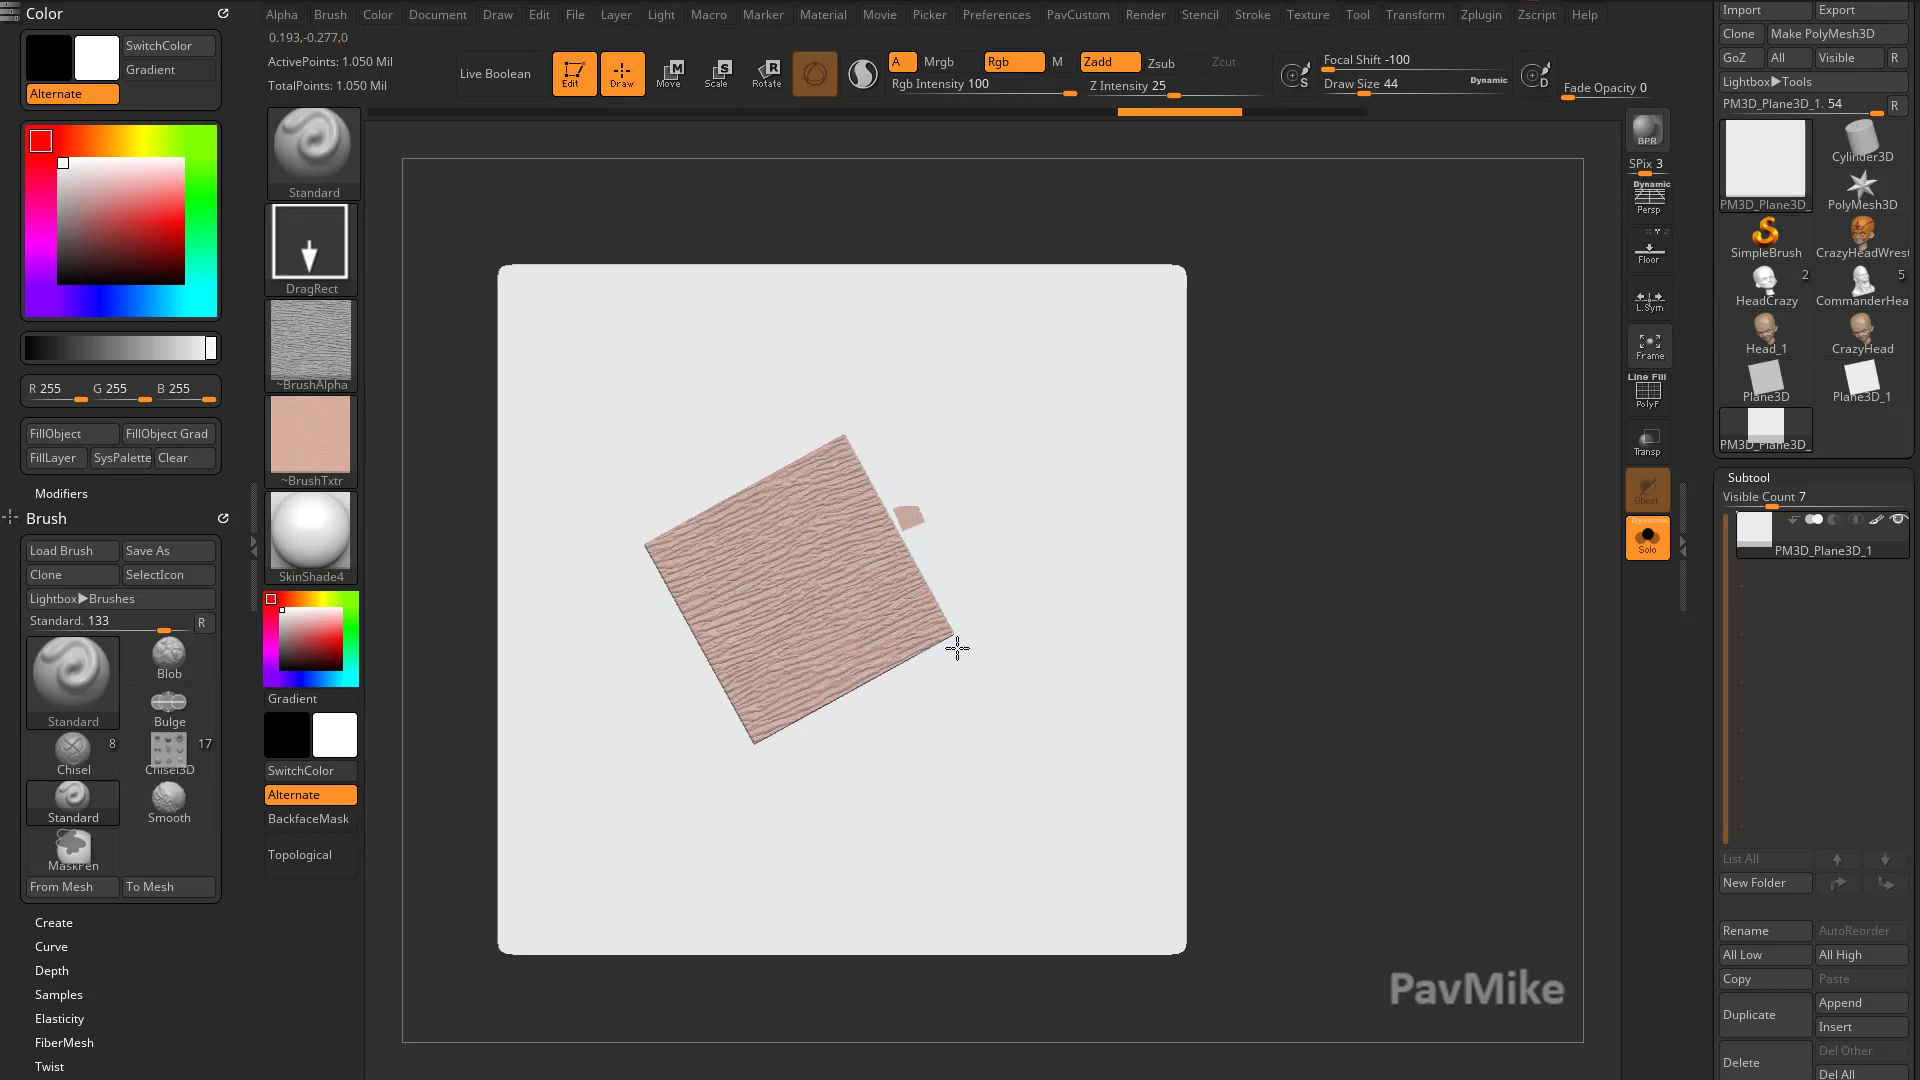 Color
SwitchColor
Gradient
Alternate
R 255 G 255 B 255
FillObject FillObject Grad
FillLayer SysPalette Clear
Modifiers
Brush
Load Brush Save As
Clone SelectIcon
Lightbox▶Brushes
Standard. 133 R
Standard Blob
Bulge
Chisel 8 Chisel3D 17
Standard Smooth
MaskPen
From Mesh To Mesh
Create
Curve
Depth
Samples
Elasticity
FiberMesh
Twist
Alpha Brush Color Document Draw Edit File Layer Light Macro Marker Material Movie Picker Preferences PavCustom Render Stencil Stroke Texture Tool Transform Zplugin Zscript Help
0.193,-0.277,0
ActivePoints: 1.050 Mil
TotalPoints: 1.050 Mil
Live Boolean
Edit Draw Move Scale Rotate
A Mrgb Rgb M Zadd Zsub Zcut
Rgb Intensity 100 Z Intensity 25
Focal Shift -100
Draw Size 44 Dynamic
Fade Opacity 0
Standard
DragRect
~BrushAlpha
~BrushTxtr
SkinShade4
Gradient
SwitchColor
Alternate
BackfaceMask
Topological
PavMike
BPR
SPix 3
Dynamic
Persp
Floor
L.Sym
Frame
Line Fill
PolyF
Transp
Ghost
Dynamic
Solo
Import Export
Clone Make PolyMesh3D
GoZ All Visible R
Lightbox▶Tools
PM3D_Plane3D_1. 54 R
PM3D_Plane3D_ Cylinder3D
PolyMesh3D
SimpleBrush CrazyHeadWrest
HeadCrazy 2 CommanderHea 5
Head_1 CrazyHead
Plane3D Plane3D_1
PM3D_Plane3D_
Subtool
Visible Count 7
PM3D_Plane3D_1
List All
New Folder
Rename AutoReorder
All Low All High
Copy Paste
Duplicate Append
Insert
Delete Del Other
Del All